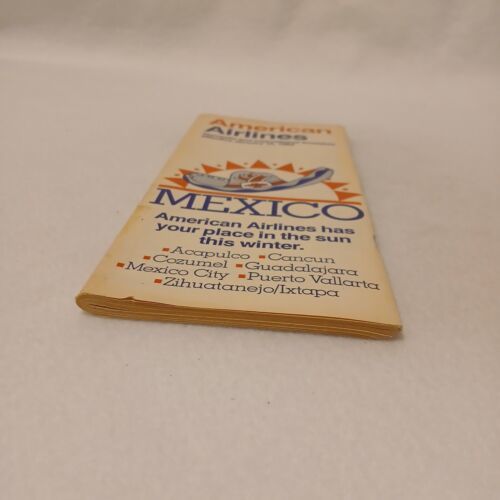 American
Airlines
MEXICO
American Airlines has
your place in the sun
this winter.
▪Acapulco ▪Cancun
▪Cozumel ▪Guadalajara
▪Mexico City ▪Puerto Vallarta
▪Zihuatanejo/Ixtapa